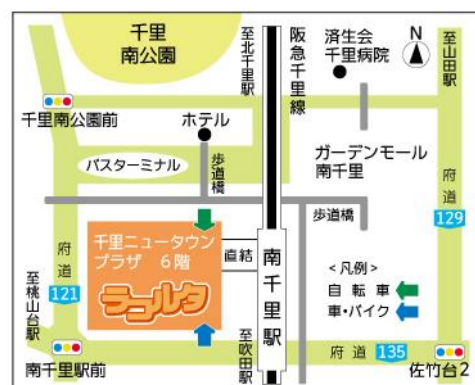 千里
南公園
至北千里駅
阪急千里線
済生会
千里病院
N
至山田駅
千里南公園前
ホテル
バスターミナル
歩道橋
ガーデンモール
南千里
府道
129
歩道橋
千里ニュータウン
プラザ 6階
ラコルタ
直結
南千里駅
<凡例>
自転車
車・バイク
府道
121
至桃山台駅
南千里駅前
至吹田駅
府道 135
佐竹台2